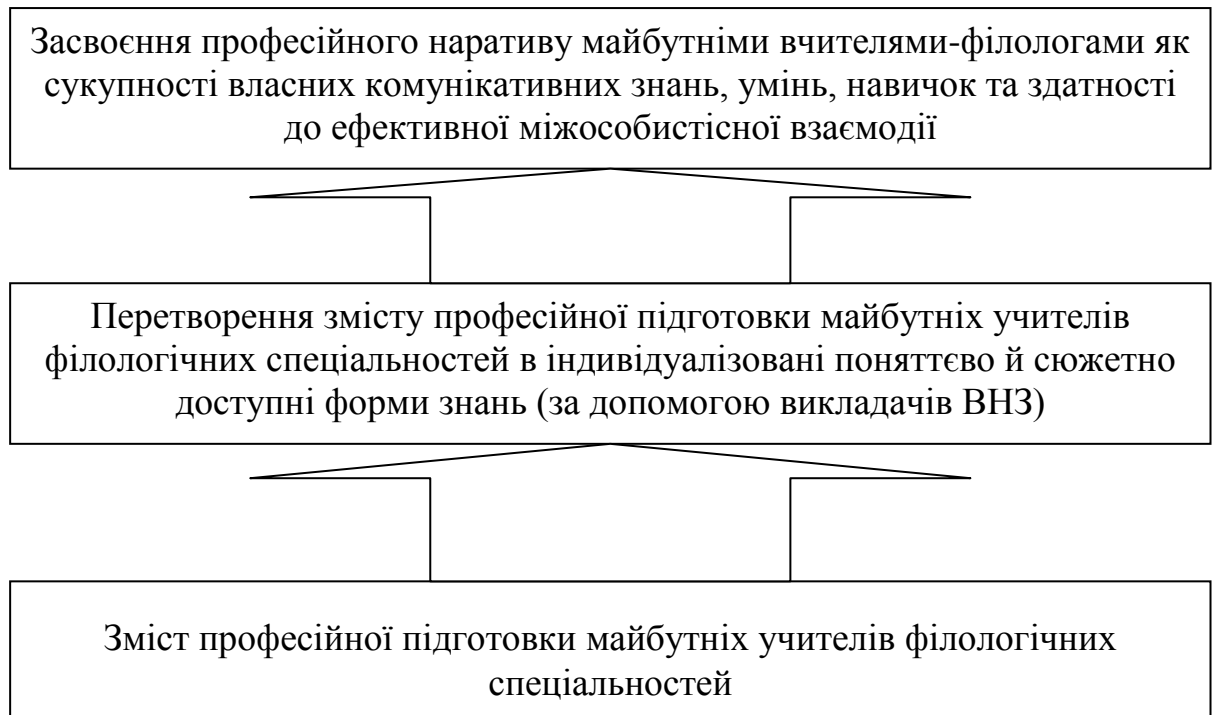 Засвоєння професійного наративу майбутніми вчителями-філологами як
сукупності власних комунікативних знань, умінь, навичок та здатності
до ефективної міжособистісної взаємодії
Перетворення змісту професійної підготовки майбутніх учителів
філологічних спеціальностей в індивідуалізовані поняттєво й сюжетно
доступні форми знань (за допомогою викладачів ВНЗ)
Зміст професійної підготовки майбутніх учителів філологічних
спеціальностей